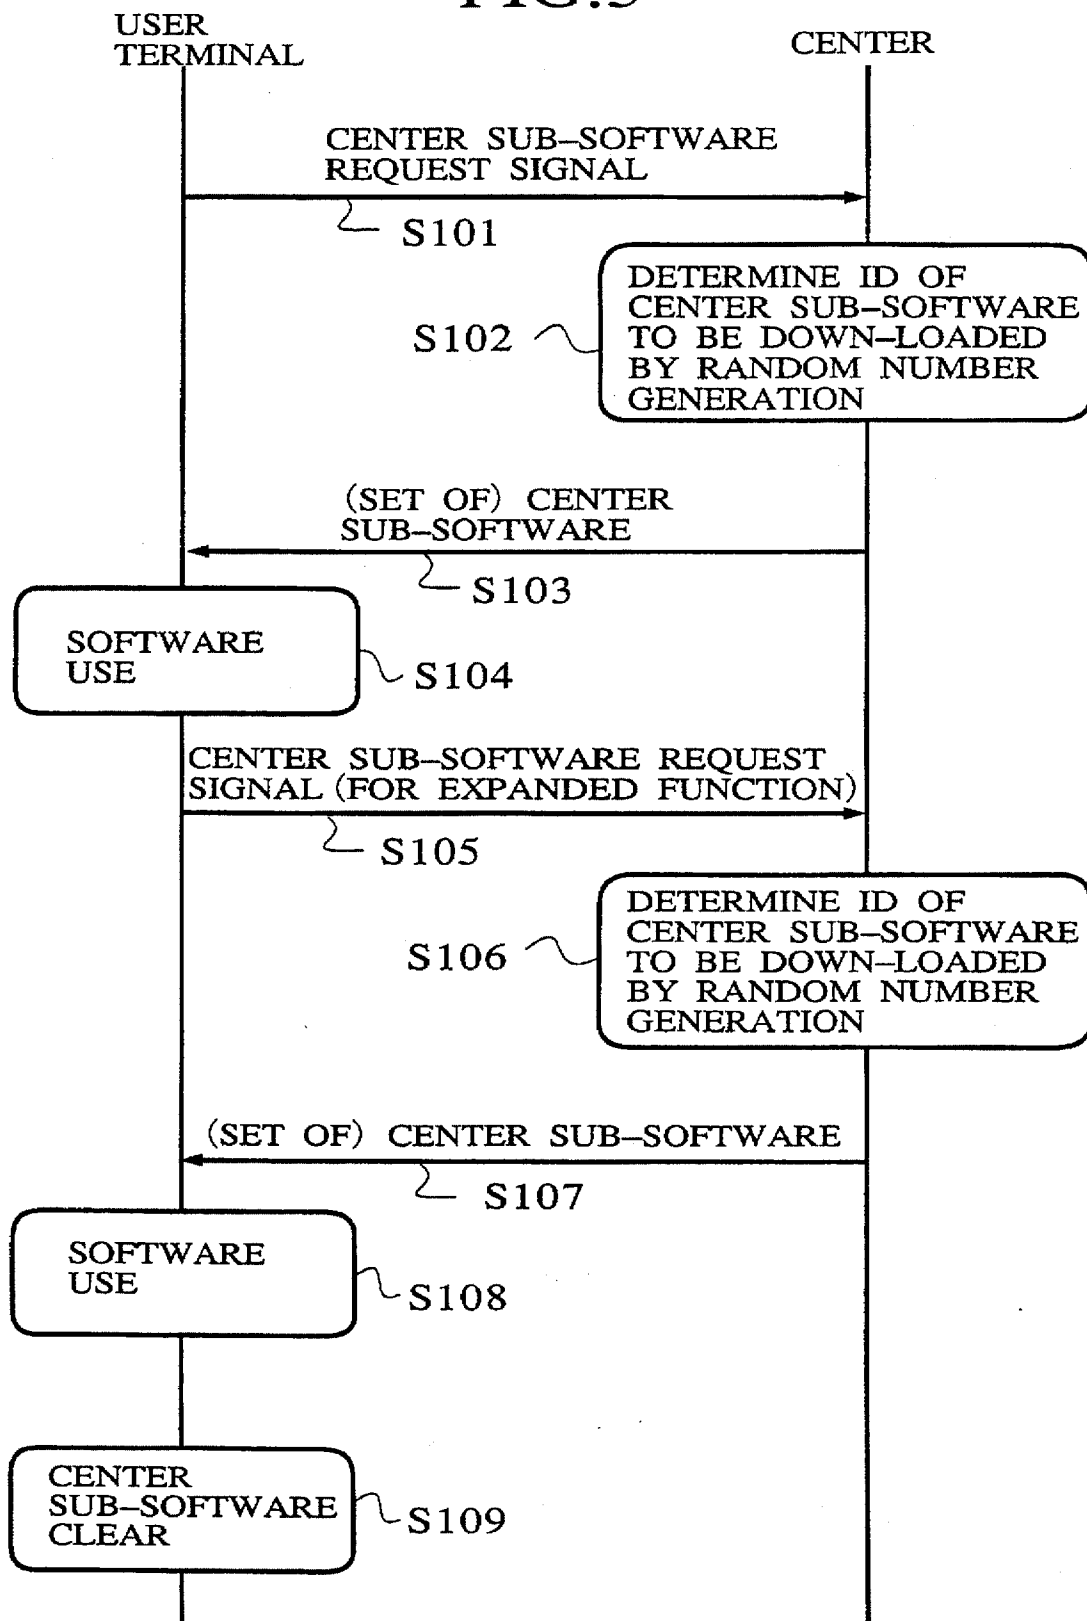 FIG.5
USER
TERMINAL
CENTER
CENTER SUB–SOFTWARE
REQUEST SIGNAL
S101
DETERMINE ID OF
CENTER SUB–SOFTWARE
TO BE DOWN–LOADED
BY RANDOM NUMBER
GENERATION
S102
(SET OF) CENTER
SUB–SOFTWARE
S103
SOFTWARE
USE
S104
CENTER SUB–SOFTWARE REQUEST
SIGNAL (FOR EXPANDED FUNCTION)
S105
DETERMINE ID OF
CENTER SUB–SOFTWARE
TO BE DOWN–LOADED
BY RANDOM NUMBER
GENERATION
S106
(SET OF) CENTER SUB–SOFTWARE
S107
SOFTWARE
USE
S108
CENTER
SUB–SOFTWARE
CLEAR
S109